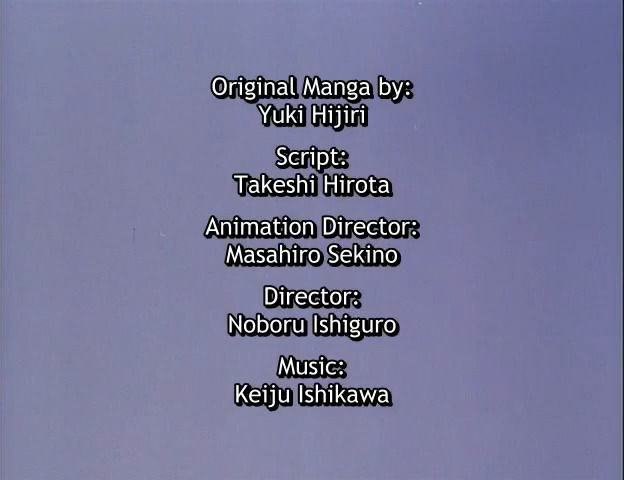 Original Manga by:
Yuki Hijiri
Script:
Takeshi Hirota
Animation Director:
Masahiro Sekino
Director:
Noboru Ishiguro
Music:
Keiju Ishikawa